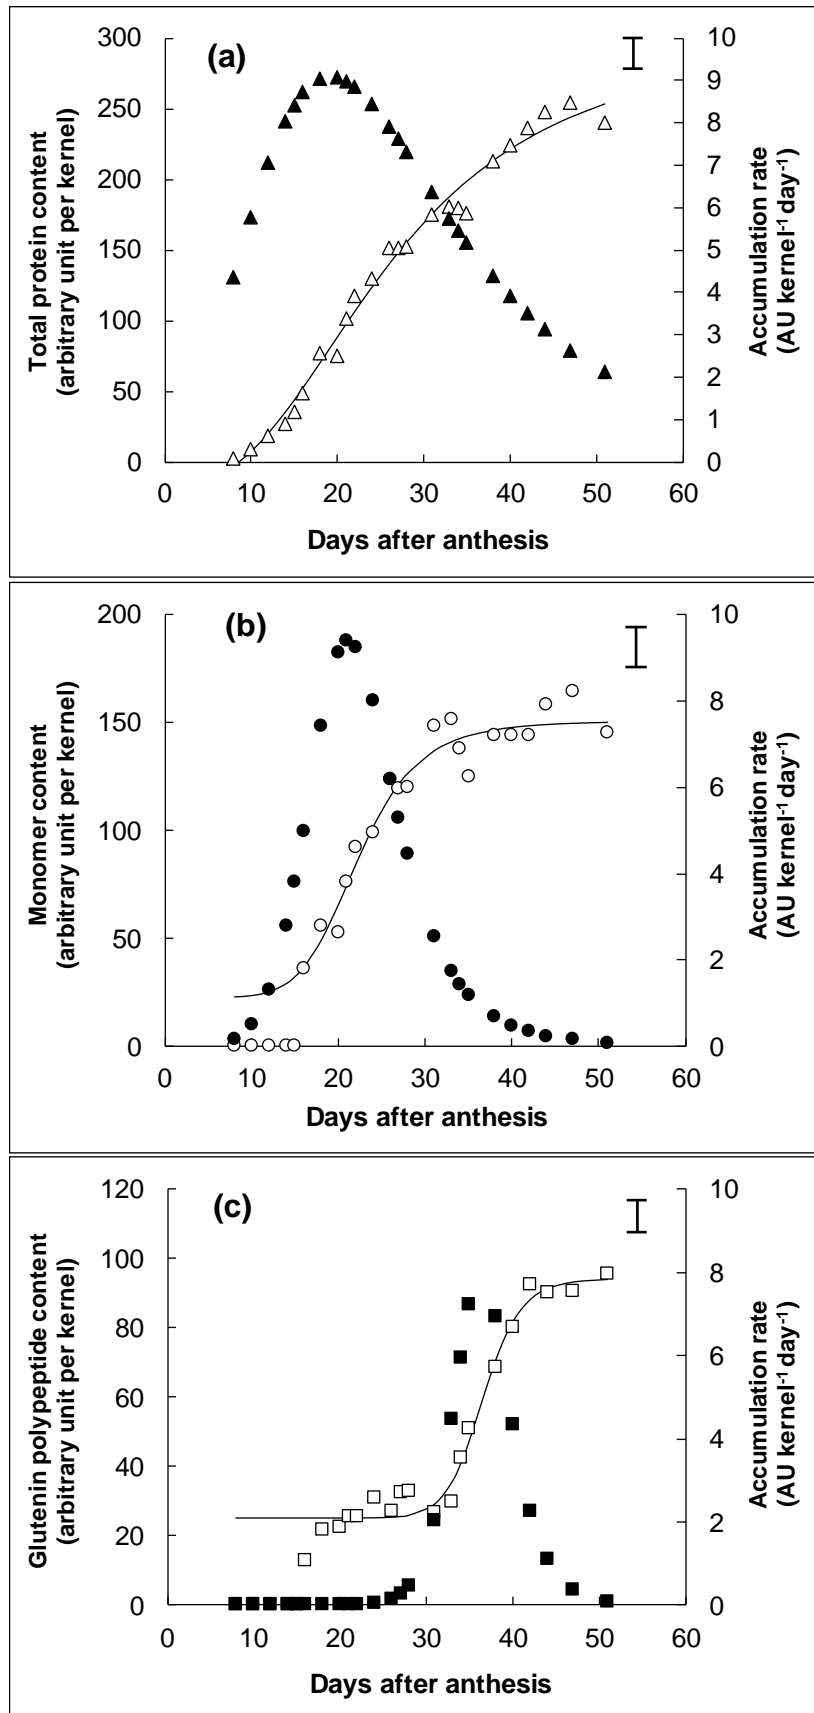 (a)
Total protein content
(arbitrary unit per kernel)
300
250
200
150
100
50
0
10
9
8
7
6
5
4
3
2
1
0
Accumulation rate
(AU kernel-1 day-1)
0 10 20 30 40 50 60
Days after anthesis
(b)
Monomer content
(arbitrary unit per kernel)
200
150
100
50
0
10
8
6
4
2
0
Accumulation rate
(AU kernel-1 day-1)
0 10 20 30 40 50 60
Days after anthesis
(c)
Glutenin polypeptide content
(arbitrary unit per kernel)
120
100
80
60
40
20
0
10
8
6
4
2
0
Accumulation rate
(AU kernel-1 day-1)
0 10 20 30 40 50 60
Days after anthesis